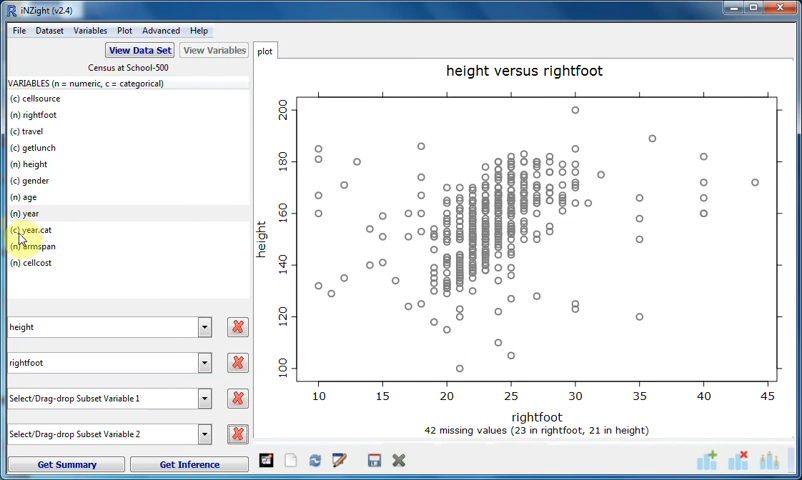 iNZight (v2.4)
File Dataset Variables Plot Advanced Help
View Data Set View Variables
Census at School-500
VARIABLES (n = numeric, c = categorical)
(c) cellsource
(n) rightfoot
(c) travel
(c) getlunch
(n) height
(c) gender
(n) age
(n) year
(c) year.cat
(n) armspan
(n) cellcost
height
rightfoot
Select/Drag-drop Subset Variable 1
Select/Drag-drop Subset Variable 2
Get Summary Get Inference
plot
height versus rightfoot
200
180
160
140
120
100
height
10 15 20 25 30 35 40 45
rightfoot
42 missing values (23 in rightfoot, 21 in height)